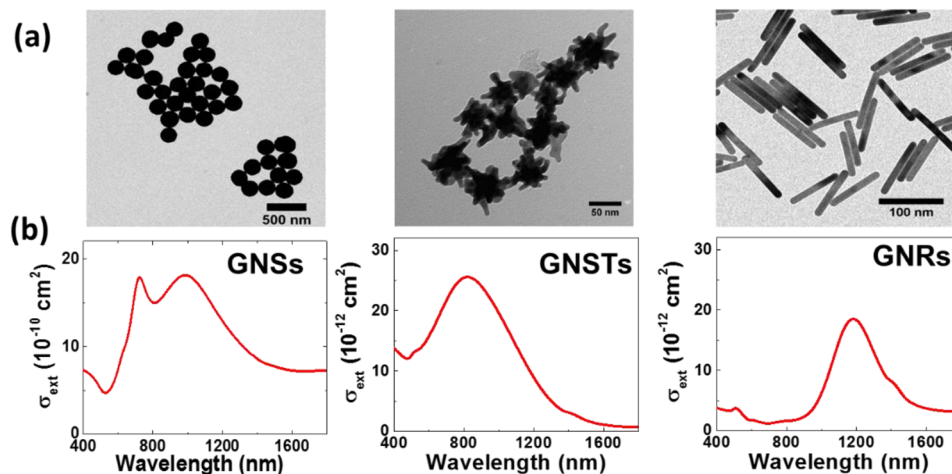 (a)
500 nm
50 nm
100 nm
(b)
GNSs
σext (10⁻¹⁰ cm²)
20
10
0
400 800 1200 1600
Wavelength (nm)
GNSTs
σext (10⁻¹² cm²)
30
20
10
0
400 800 1200 1600
Wavelength (nm)
GNRs
σext (10⁻¹² cm²)
30
20
10
0
400 800 1200 1600
Wavelength (nm)